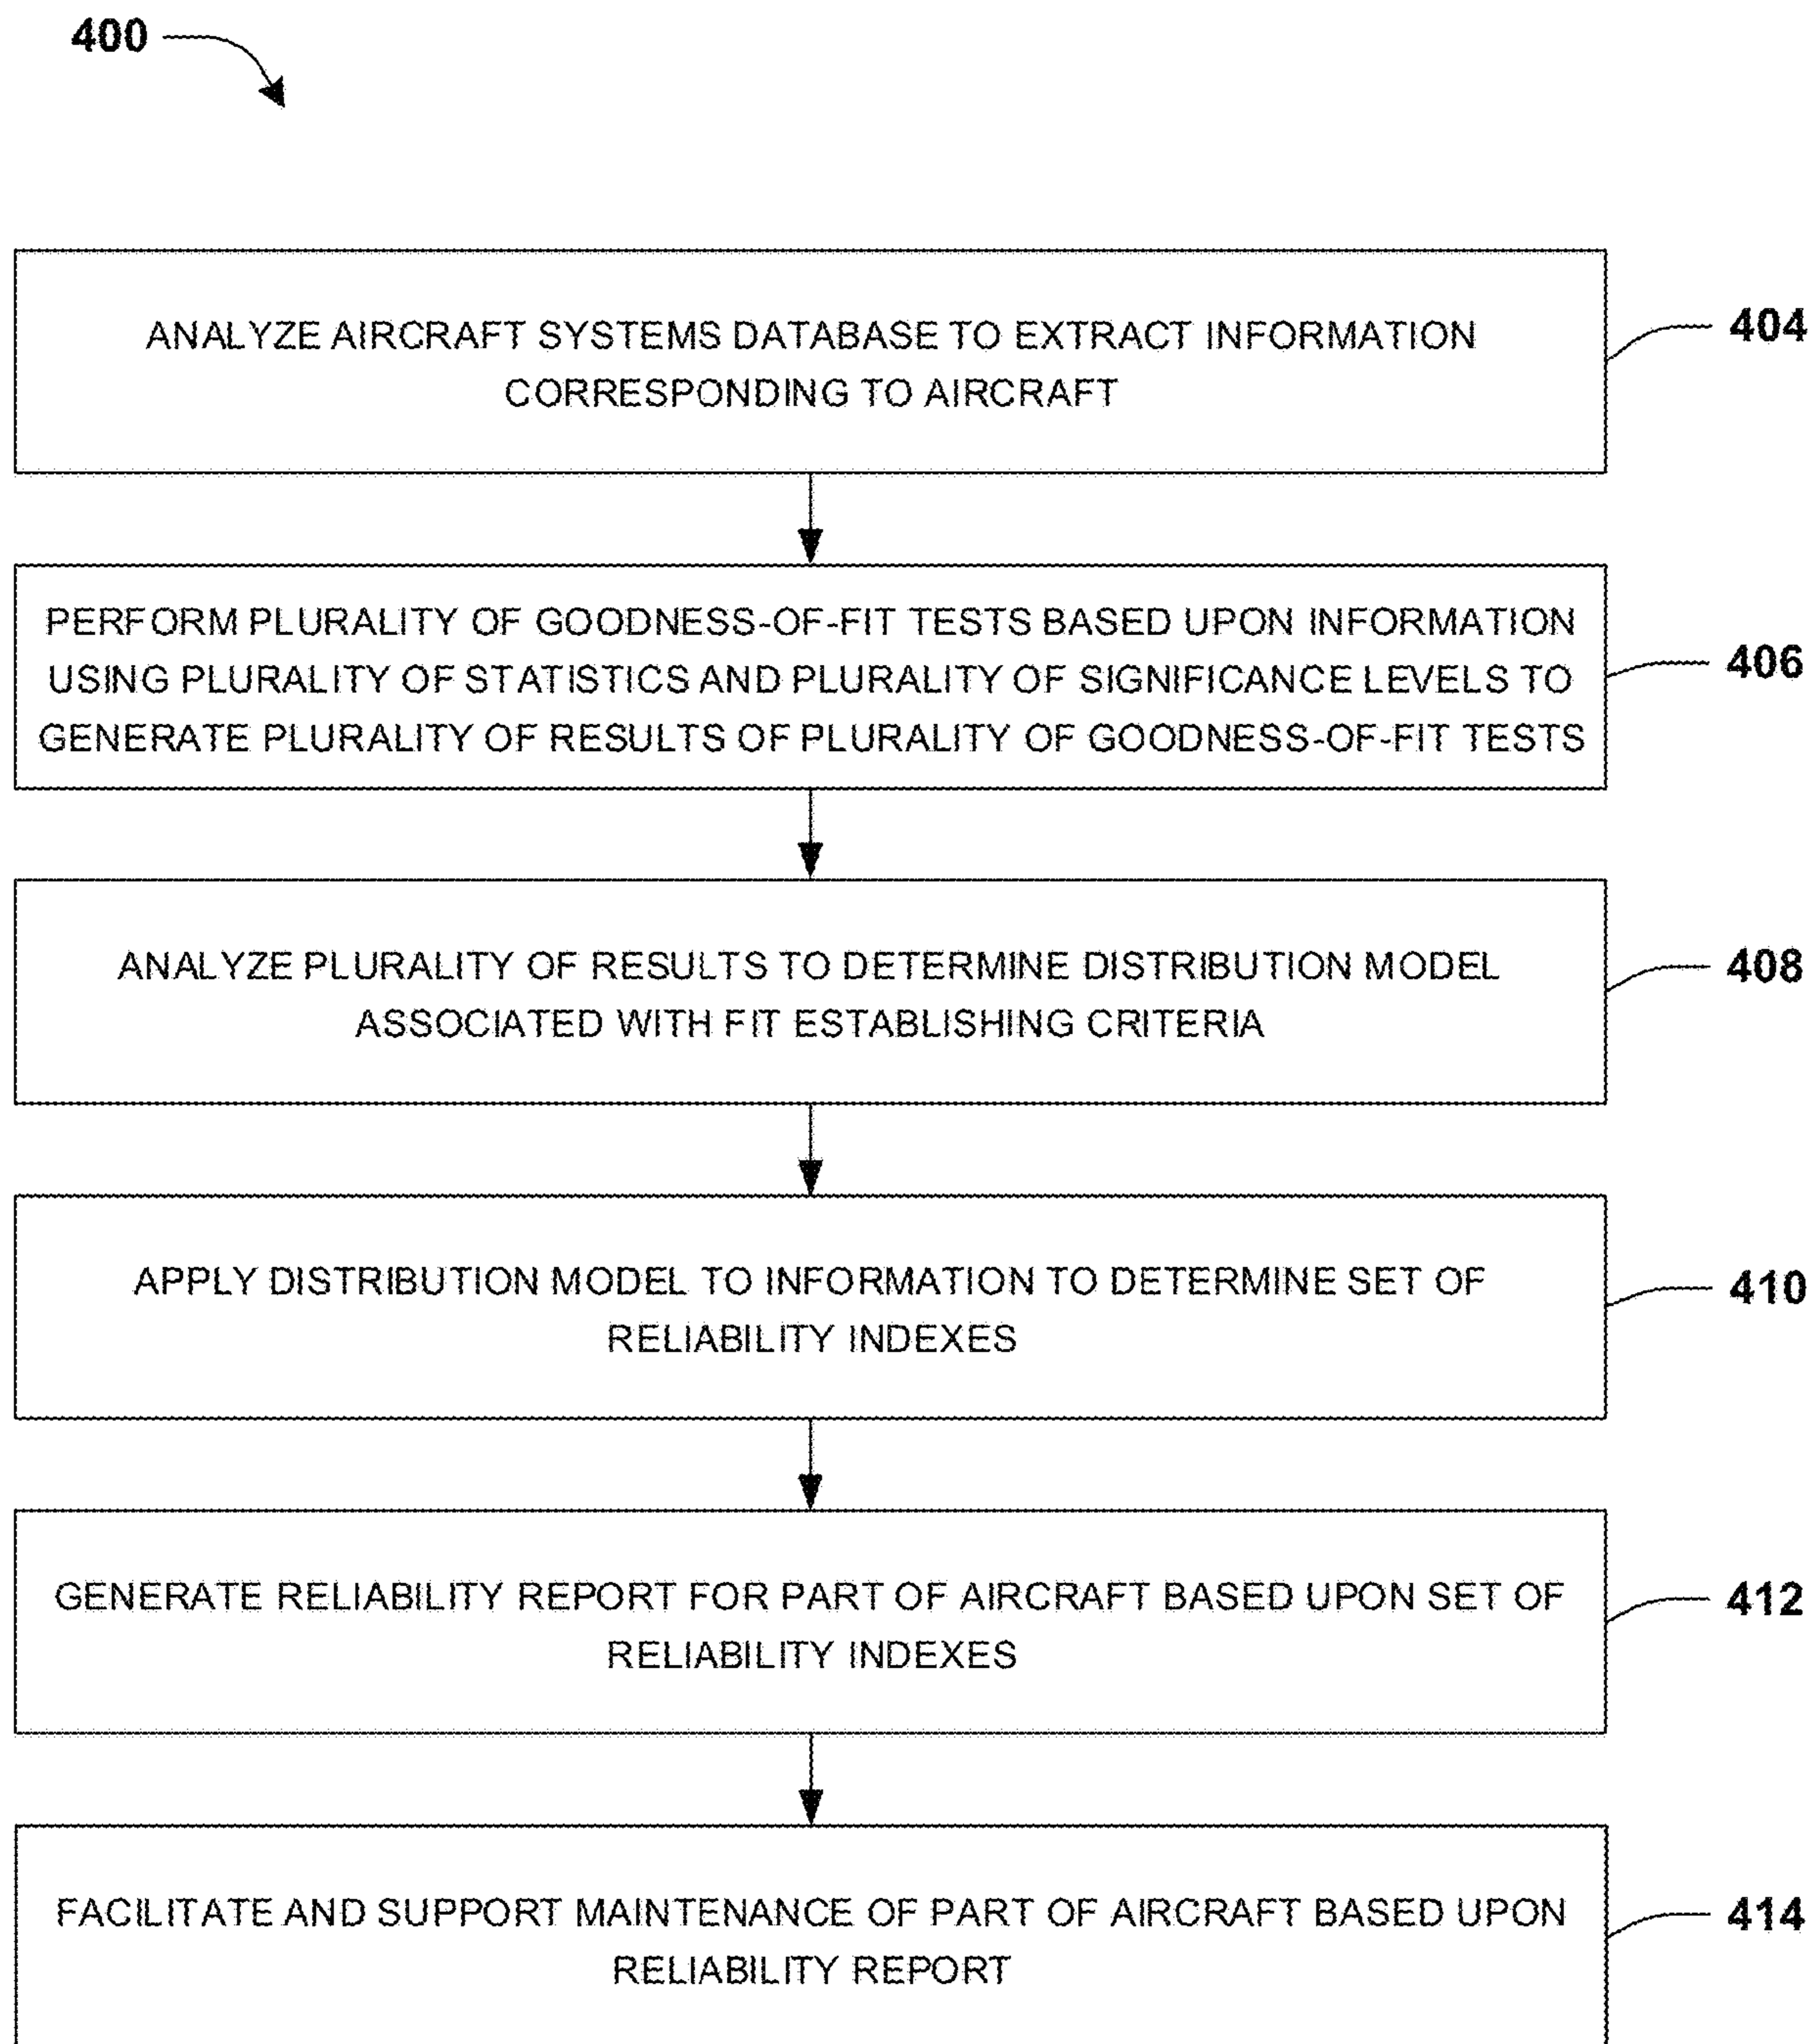 400
ANALYZE AIRCRAFT SYSTEMS DATABASE TO EXTRACT INFORMATION
CORRESPONDING TO AIRCRAFT
404
PERFORM PLURALITY OF GOODNESS-OF-FIT TESTS BASED UPON INFORMATION
USING PLURALITY OF STATISTICS AND PLURALITY OF SIGNIFICANCE LEVELS TO
GENERATE PLURALITY OF RESULTS OF PLURALITY OF GOODNESS-OF-FIT TESTS
406
ANALYZE PLURALITY OF RESULTS TO DETERMINE DISTRIBUTION MODEL
ASSOCIATED WITH FIT ESTABLISHING CRITERIA
408
APPLY DISTRIBUTION MODEL TO INFORMATION TO DETERMINE SET OF
RELIABILITY INDEXES
410
GENERATE RELIABILITY REPORT FOR PART OF AIRCRAFT BASED UPON SET OF
RELIABILITY INDEXES
412
FACILITATE AND SUPPORT MAINTENANCE OF PART OF AIRCRAFT BASED UPON
RELIABILITY REPORT
414